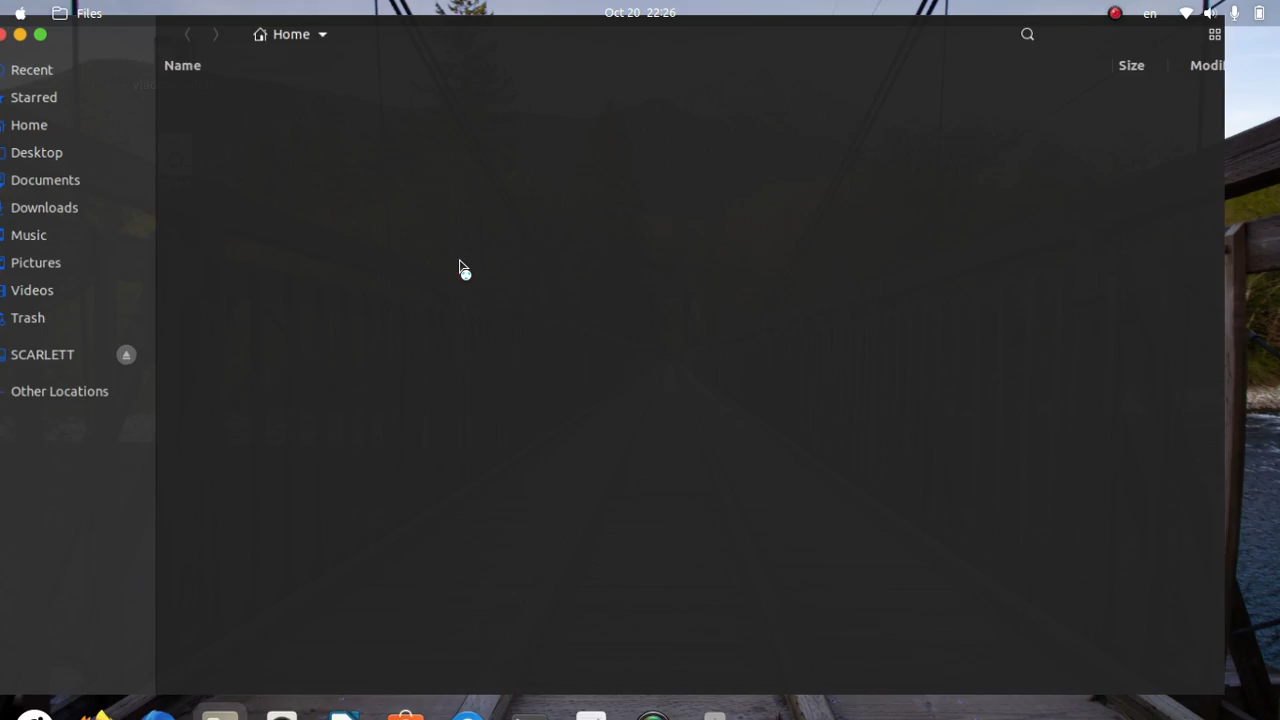 Files
Oct 20 22:26
en
Home
Recent
Starred
Home
Desktop
Documents
Downloads
Music
Pictures
Videos
Trash
SCARLETT
Other Locations
Name
Size
Modif